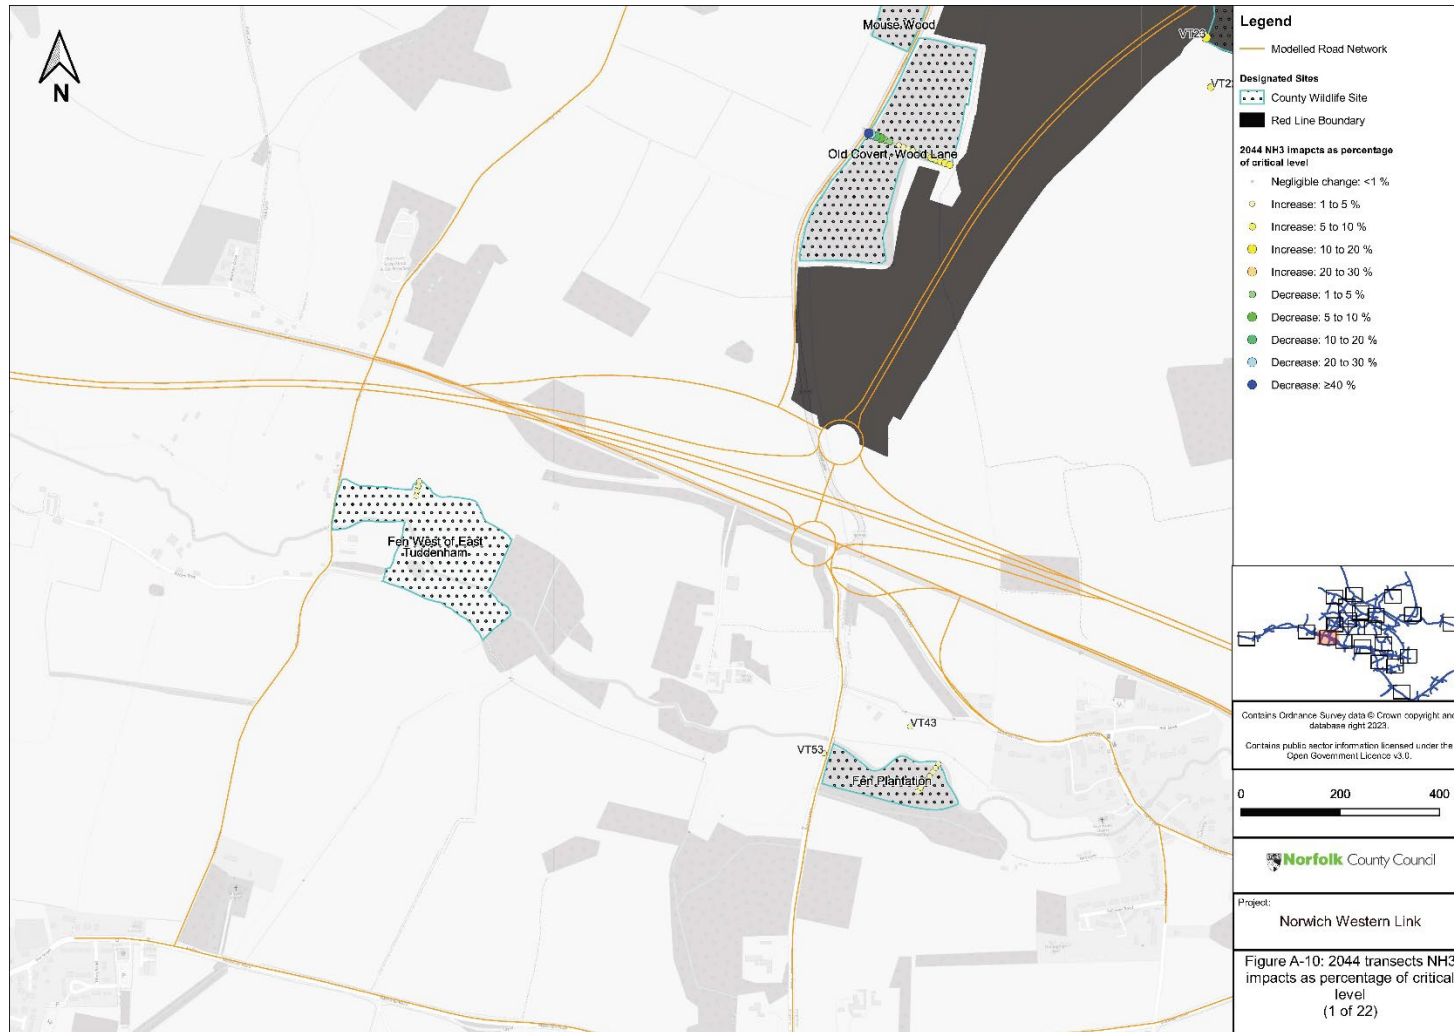 N
Mouse Wood
VT23
VT2
Old Covert, Wood Lane
Fen West of East
Tuddenham
VT43
VT53
Fen Plantation
Legend
Modelled Road Network
Designated Sites
County Wildlife Site
Red Line Boundary
2044 NH3 imapcts as percentage
of critical level
Negligible change: <1 %
Increase: 1 to 5 %
Increase: 5 to 10 %
Increase: 10 to 20 %
Increase: 20 to 30 %
Decrease: 1 to 5 %
Decrease: 5 to 10 %
Decrease: 10 to 20 %
Decrease: 20 to 30 %
Decrease: ≥40 %
Contains Ordnance Survey data © Crown copyright and
database right 2023.
Contains public sector information licensed under the
Open Government Licence v3.0.
0 200 400
Norfolk County Council
Project:
Norwich Western Link
Figure A-10: 2044 transects NH3
impacts as percentage of critical
level
(1 of 22)